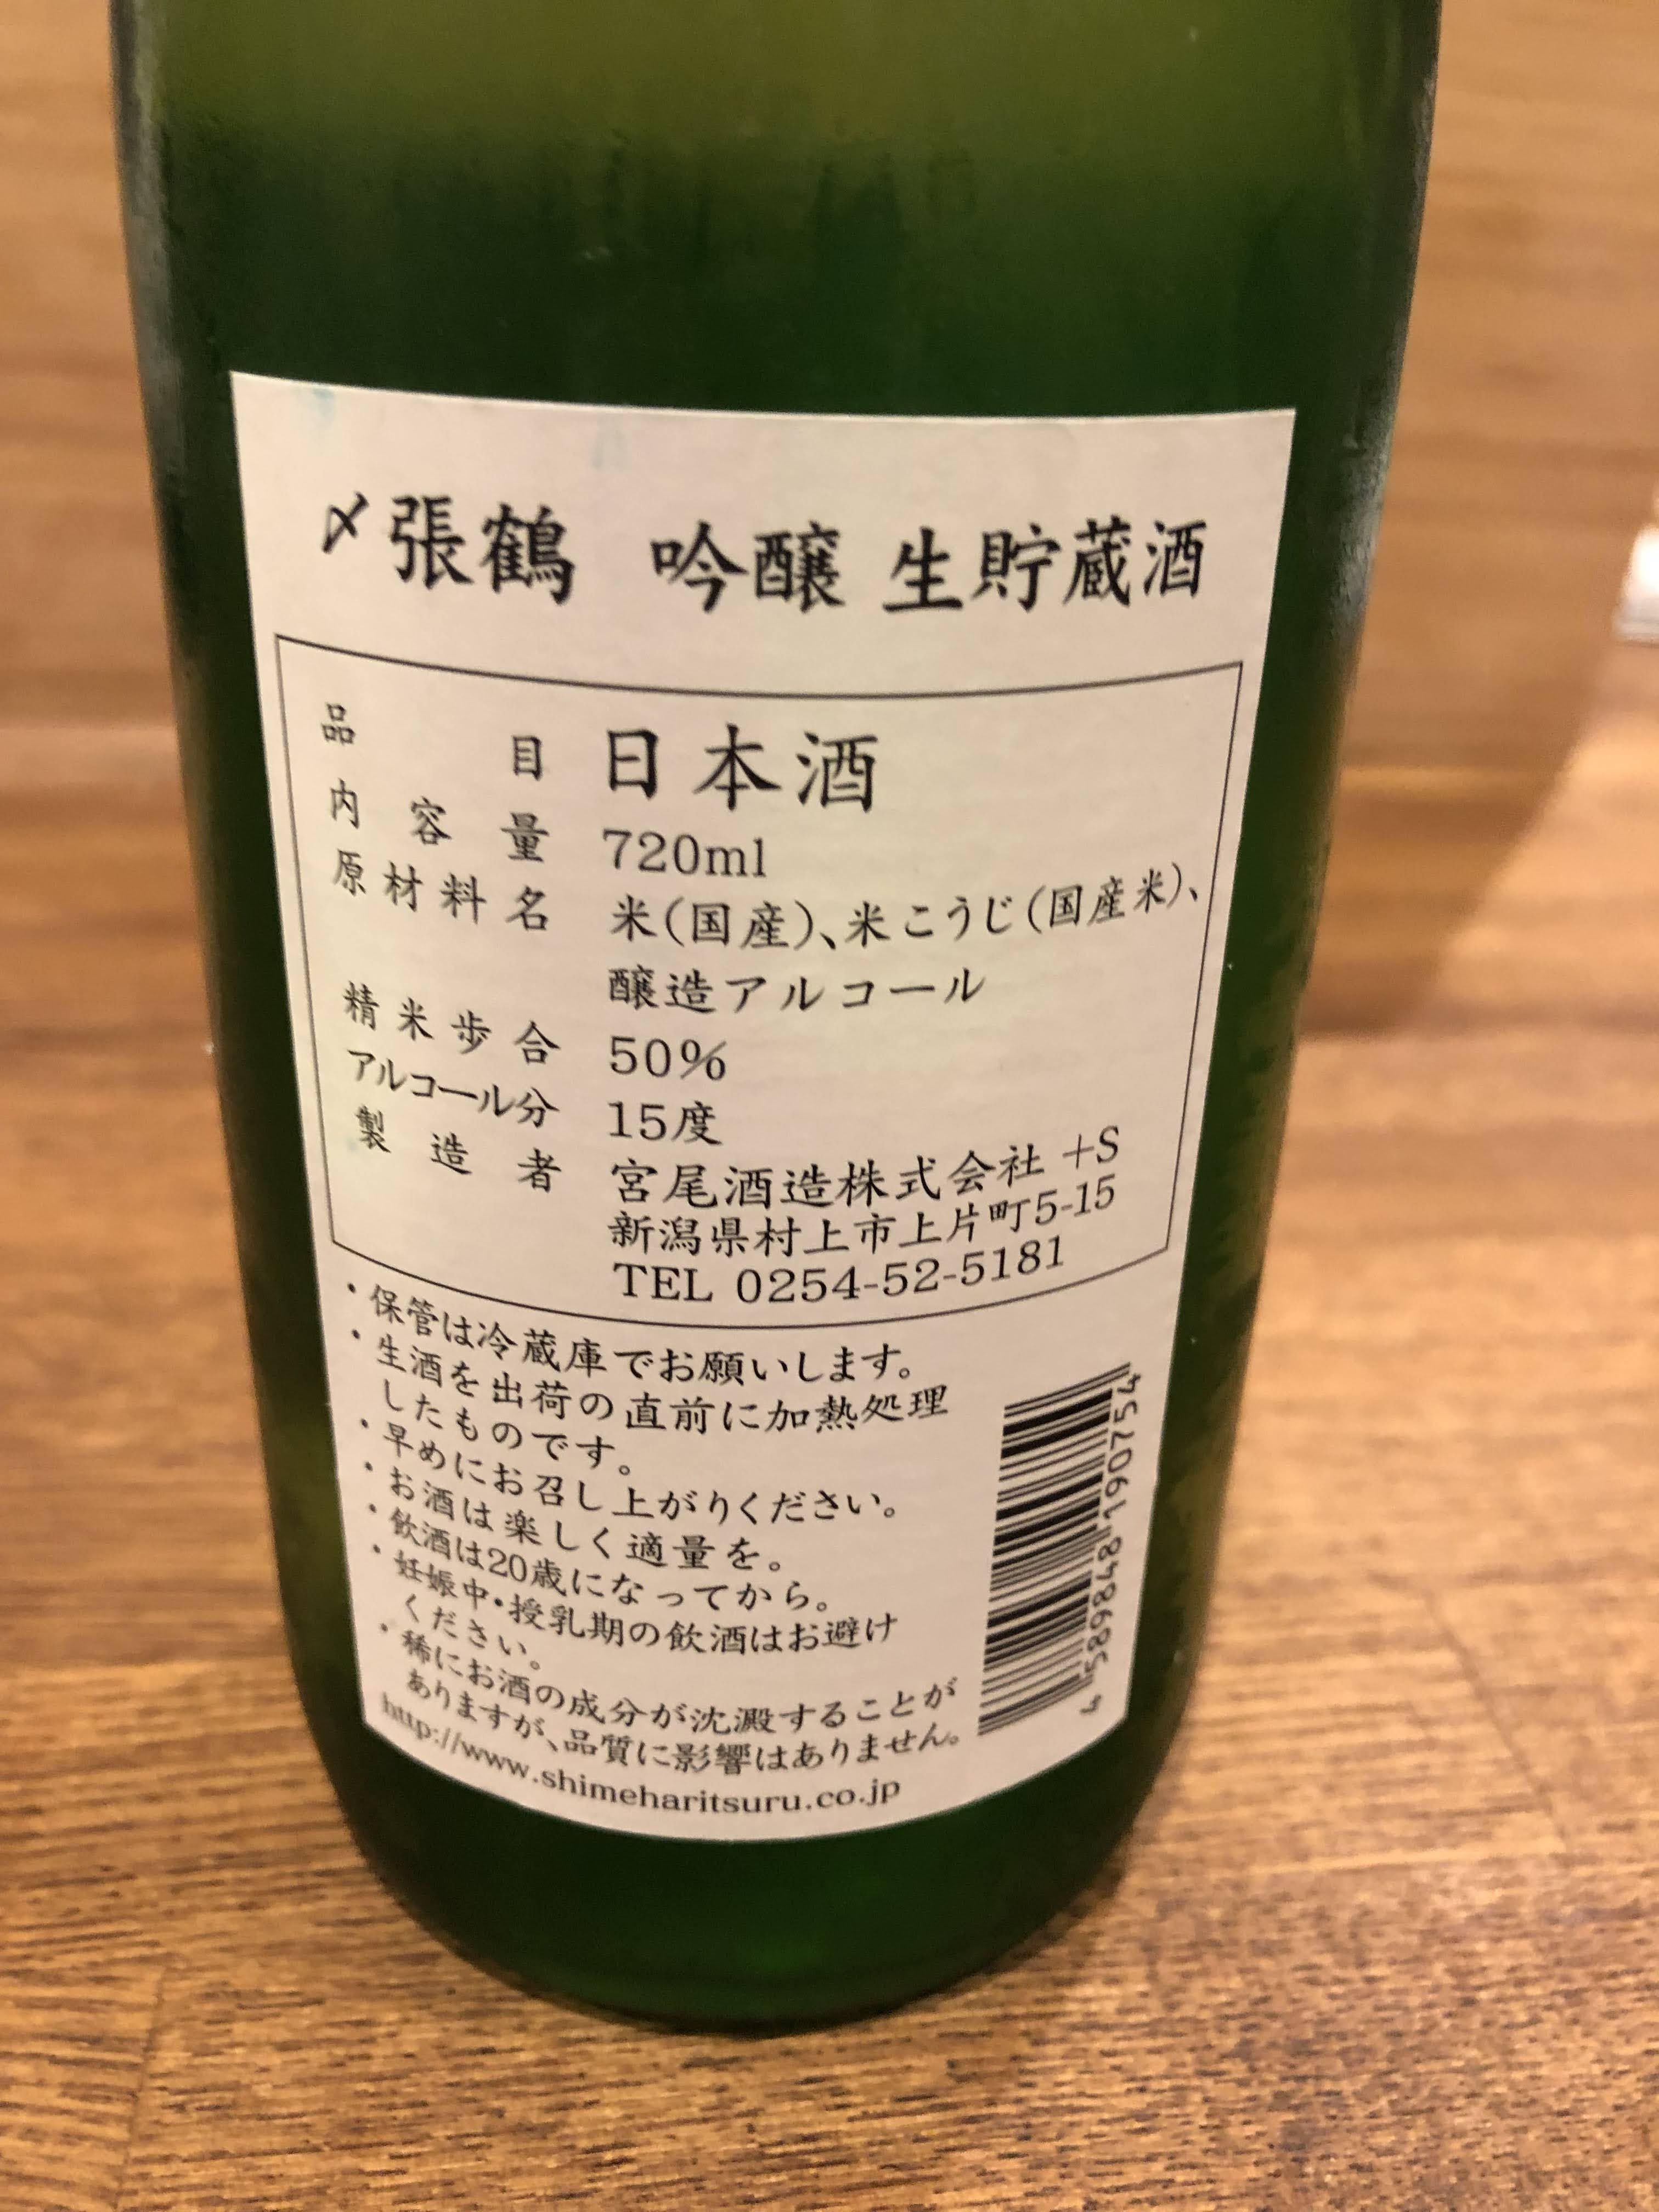 〆張鶴 吟醸 生貯蔵酒
品目 日本酒
内容量 720ml
原材料名 米(国産)、米こうじ(国産米)、
醸造アルコール
精米歩合 50%
アルコール分 15度
製造者 宮尾酒造株式会社 +S
新潟県村上市上片町5-15
TEL 0254-52-5181
・保管は冷蔵庫でお願いします。
・生酒を出荷の直前に加熱処理
したものです。
・早めにお召し上がりください。
・お酒は楽しく適量を。
・飲酒は20歳になってから。
・妊娠中・授乳期の飲酒はお避け
ください。
・稀にお酒の成分が沈澱することが
ありますが、品質に影響はありません。
http://www.shimeharitsuru.co.jp
4 589848 190754